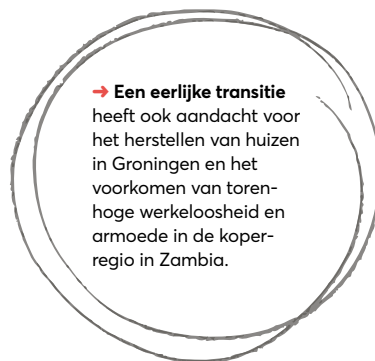 → Een eerlijke transitie
heeft ook aandacht voor
het herstellen van huizen
in Groningen en het
voorkomen van toren-
hoge werkeloosheid en
armoede in de koper-
regio in Zambia.